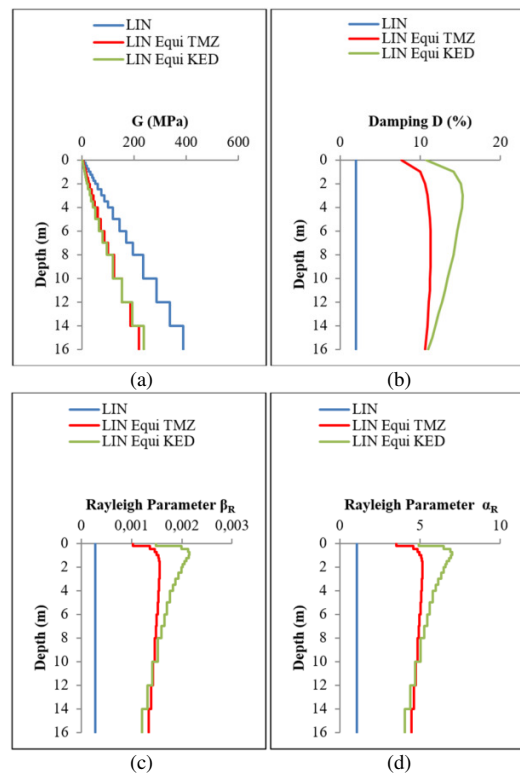 LIN
LIN Equi TMZ
LIN Equi KED
G (MPa)
0 200 400 600
0
2
4
6
8
10
12
14
16
Depth (m)
(a)
LIN
LIN Equi TMZ
LIN Equi KED
Damping D (%)
0 10 20
0
2
4
6
8
10
12
14
16
Depth (m)
(b)
LIN
LIN Equi TMZ
LIN Equi KED
Rayleigh Parameter βR
0 0,001 0,002 0,003
0
2
4
6
8
10
12
14
16
Depth (m)
(c)
LIN
LIN Equi TMZ
LIN Equi KED
Rayleigh Parameter αR
0 5 10
0
2
4
6
8
10
12
14
16
Depth (m)
(d)